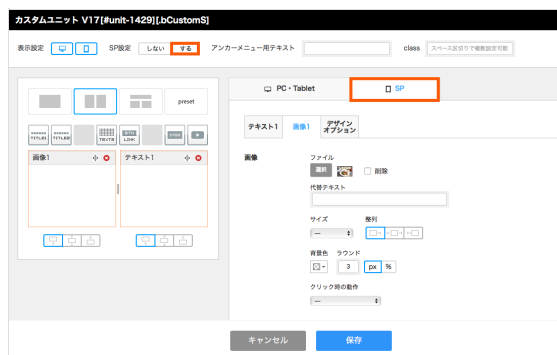 カスタムユニット V17[#unit-1429][.bCustomS]
表示設定 SP設定 しない する アンカーメニュー用テキスト class スペース区切りで複数設定可能
PC・Tablet SP
preset
TITLE1 TITLE2 TEXTS LINK CODE
テキスト1 画像1 デザイン
オプション
画像1 テキスト1
画像 ファイル
選択 削除
代替テキスト
サイズ 整列
---
背景色 ラウンド
3 px %
クリック時の動作
---
キャンセル 保存